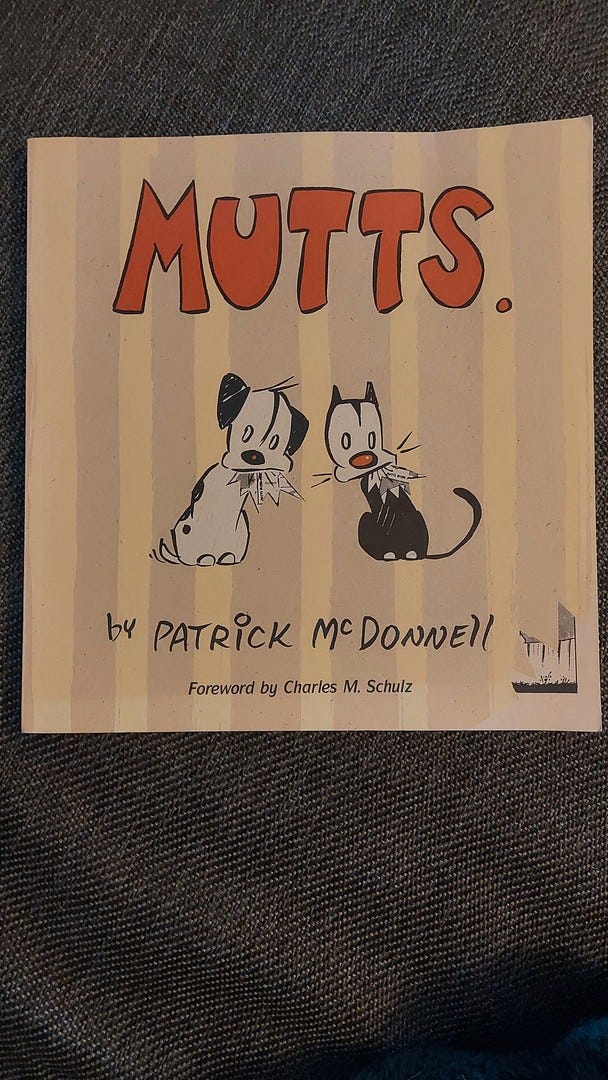 MUTTS.
by PATRICK McDONNEll
Foreword by Charles M. Schulz